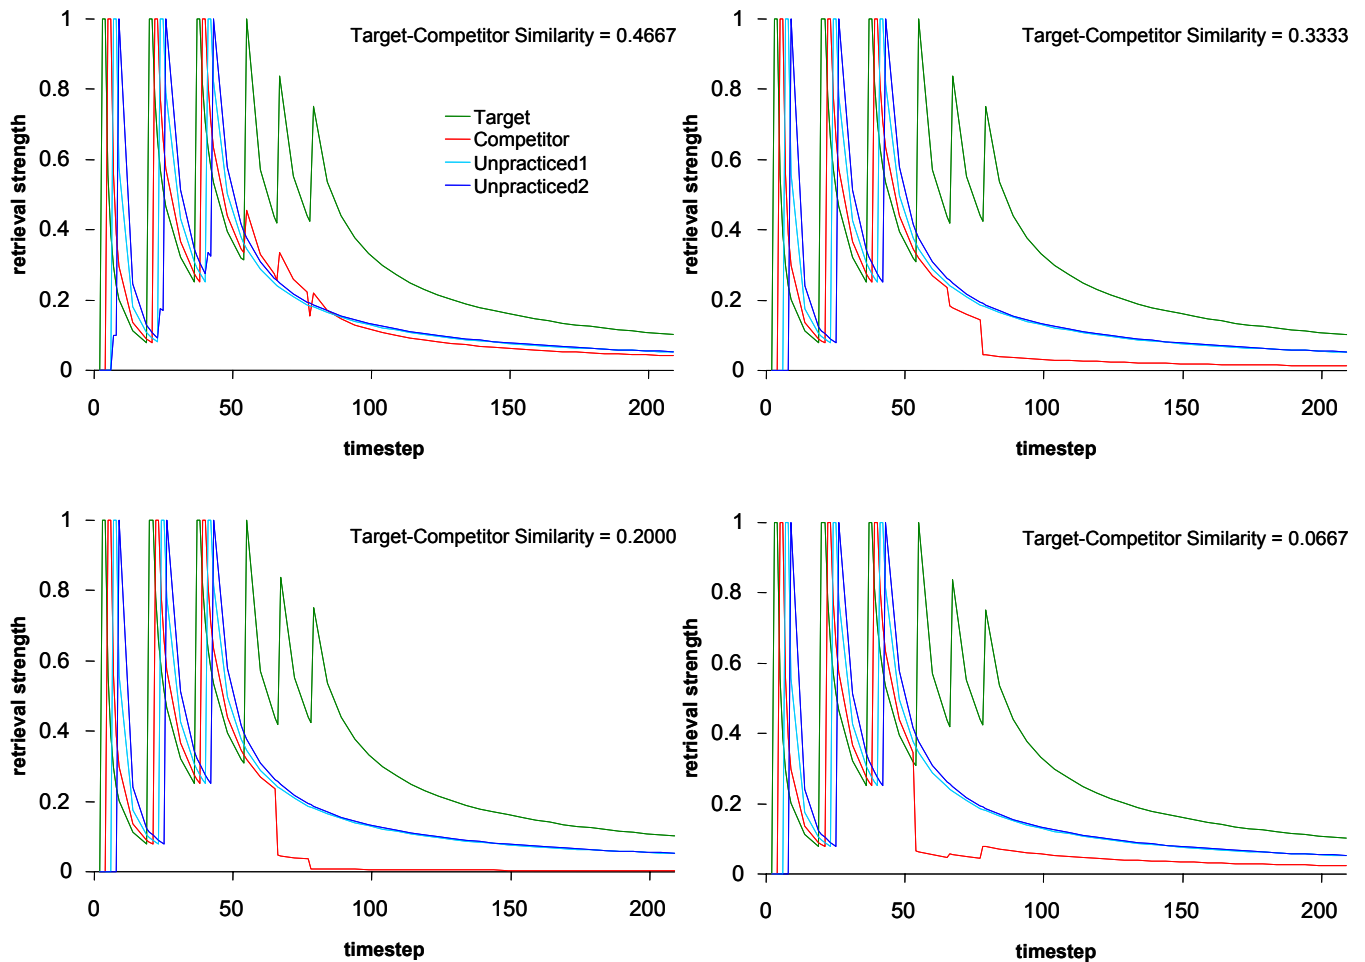 Target-Competitor Similarity = 0.4667
1
0.8
0.6
0.4
0.2
0
retrieval strength
Target
Competitor
Unpracticed1
Unpracticed2
0 50 100 150 200
timestep
Target-Competitor Similarity = 0.3333
1
0.8
0.6
0.4
0.2
0
retrieval strength
0 50 100 150 200
timestep
Target-Competitor Similarity = 0.2000
1
0.8
0.6
0.4
0.2
0
retrieval strength
0 50 100 150 200
timestep
Target-Competitor Similarity = 0.0667
1
0.8
0.6
0.4
0.2
0
retrieval strength
0 50 100 150 200
timestep